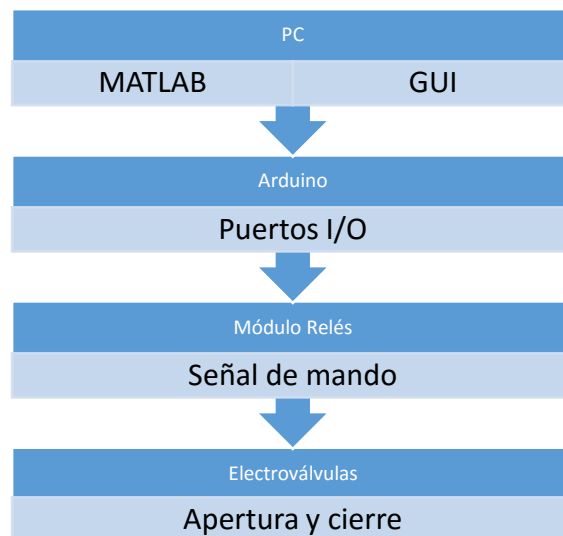 PC
MATLAB GUI
Arduino
Puertos I/O
Módulo Relés
Señal de mando
Electroválvulas
Apertura y cierre